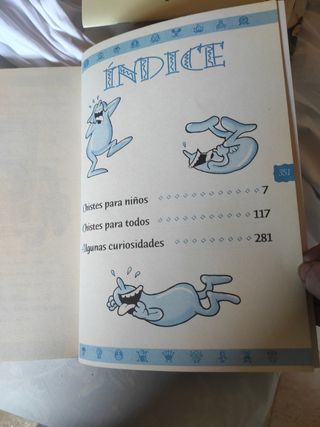 ÍNDICE
351
Chistes para niños 7
Chistes para todos 117
Algunas curiosidades 281